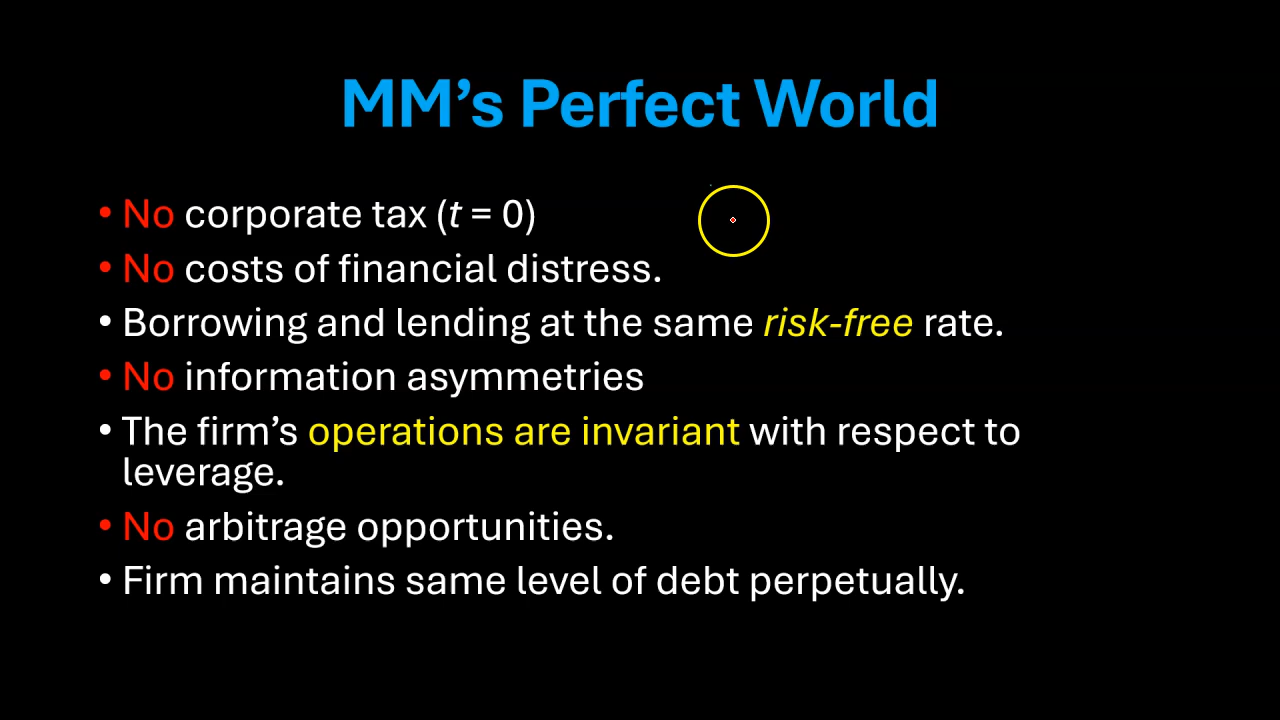 MM’s Perfect World
• No corporate tax (t = 0)
• No costs of financial distress.
• Borrowing and lending at the same risk-free rate.
• No information asymmetries
• The firm’s operations are invariant with respect to
leverage.
• No arbitrage opportunities.
• Firm maintains same level of debt perpetually.